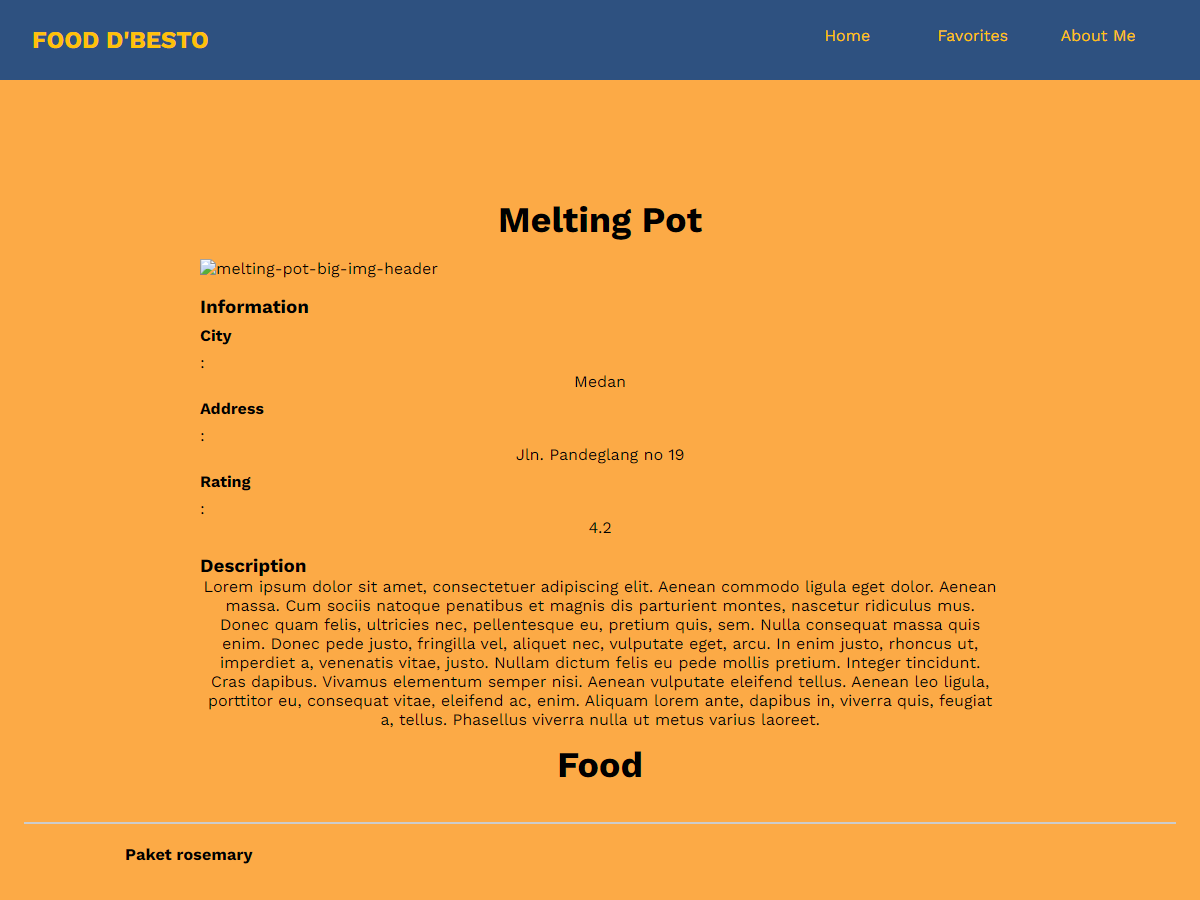 FOOD D'BESTO
Home
Favorites
About Me
Melting Pot
melting-pot-big-img-header
Information
City
:
Medan
Address
:
Jln. Pandeglang no 19
Rating
:
4.2
Description
Lorem ipsum dolor sit amet, consectetuer adipiscing elit. Aenean commodo ligula eget dolor. Aenean
massa. Cum sociis natoque penatibus et magnis dis parturient montes, nascetur ridiculus mus.
Donec quam felis, ultricies nec, pellentesque eu, pretium quis, sem. Nulla consequat massa quis
enim. Donec pede justo, fringilla vel, aliquet nec, vulputate eget, arcu. In enim justo, rhoncus ut,
imperdiet a, venenatis vitae, justo. Nullam dictum felis eu pede mollis pretium. Integer tincidunt.
Cras dapibus. Vivamus elementum semper nisi. Aenean vulputate eleifend tellus. Aenean leo ligula,
porttitor eu, consequat vitae, eleifend ac, enim. Aliquam lorem ante, dapibus in, viverra quis, feugiat
a, tellus. Phasellus viverra nulla ut metus varius laoreet.
Food
Paket rosemary